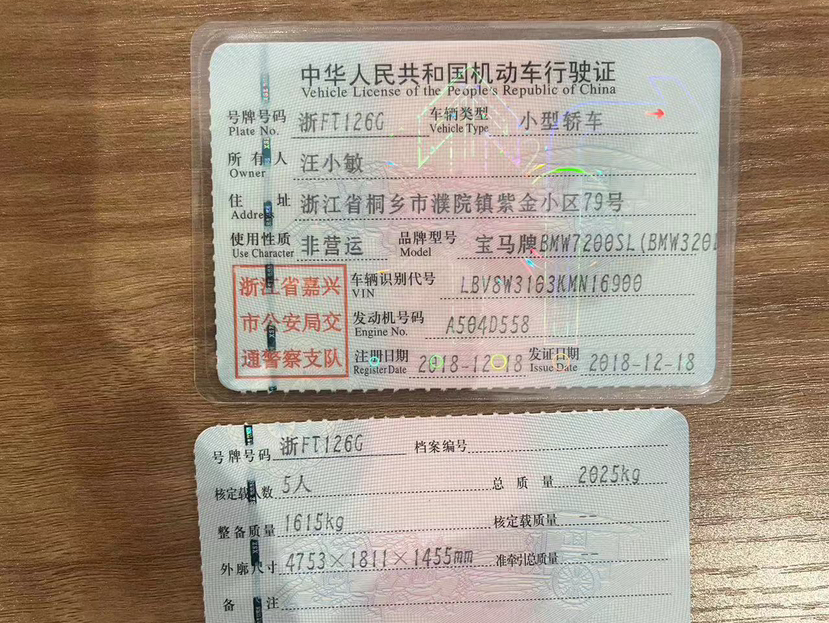 中华人民共和国机动车行驶证
Vehicle License of the People's Republic of China
号牌号码 浙FT126G 车辆类型 小型轿车
Plate No. Vehicle Type
所有人 汪小敏
Owner
住址 浙江省桐乡市濮院镇紫金小区79号
Address
使用性质 非营运 品牌型号 宝马牌BMW7200SL(BMW320l
Use Character Model
浙江省嘉兴
市公安局交
通警察支队
车辆识别代号 LBV8W3103KMN16900
VIN
发动机号码 A504D558
Engine No.
注册日期 2018-12-18 发证日期 2018-12-18
Register Date Issue Date
号牌号码 浙FT126G 档案编号
核定载人数 5人 总质量 2025kg
整备质量 1615kg 核定载质量 --
外廓尺寸 4753×1811×1455mm 准牵引总质量 --
备注